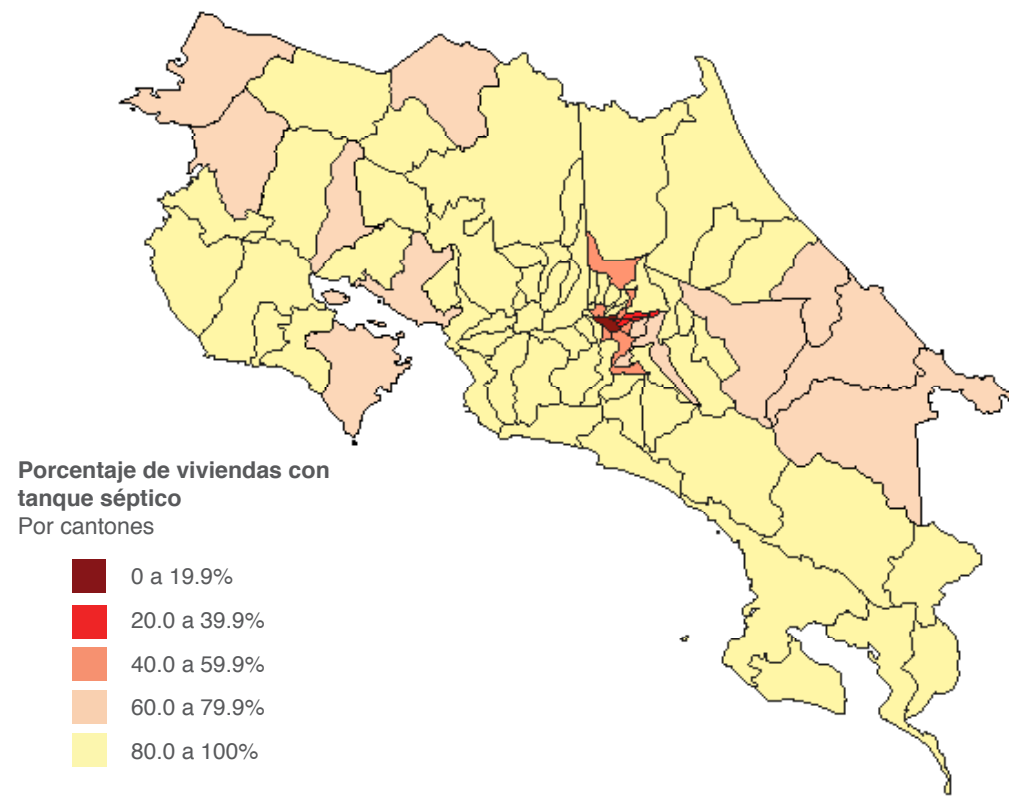 Porcentaje de viviendas con
tanque séptico
Por cantones
0 a 19.9%
20.0 a 39.9%
40.0 a 59.9%
60.0 a 79.9%
80.0 a 100%